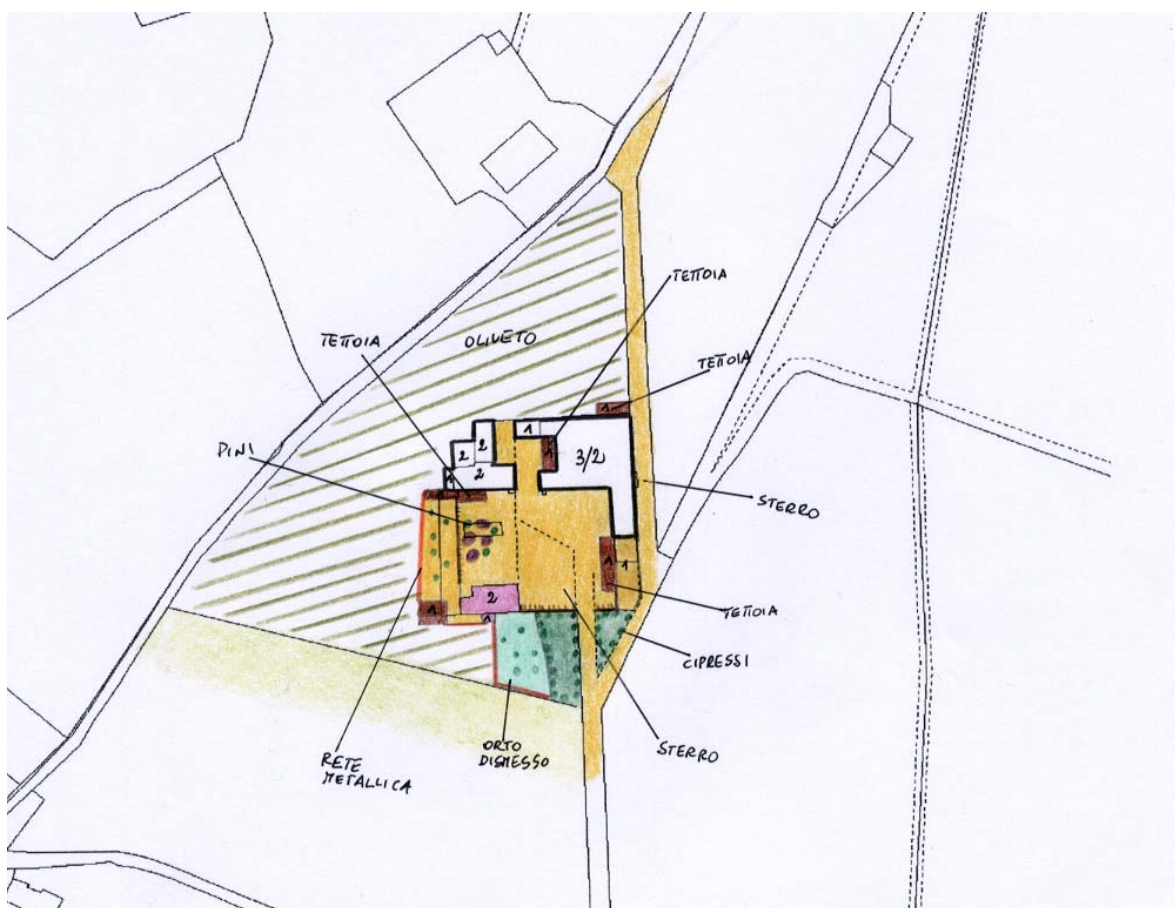 TETTOIA
TETTOIA
OLIVETO
TETTOIA
PINI
1
1
1
2
2
3/2
2
1
STERRO
1
1
2
1
1
TETTOIA
CIPRESSI
ORTO
DISMESSO
STERRO
RETE
METALLICA